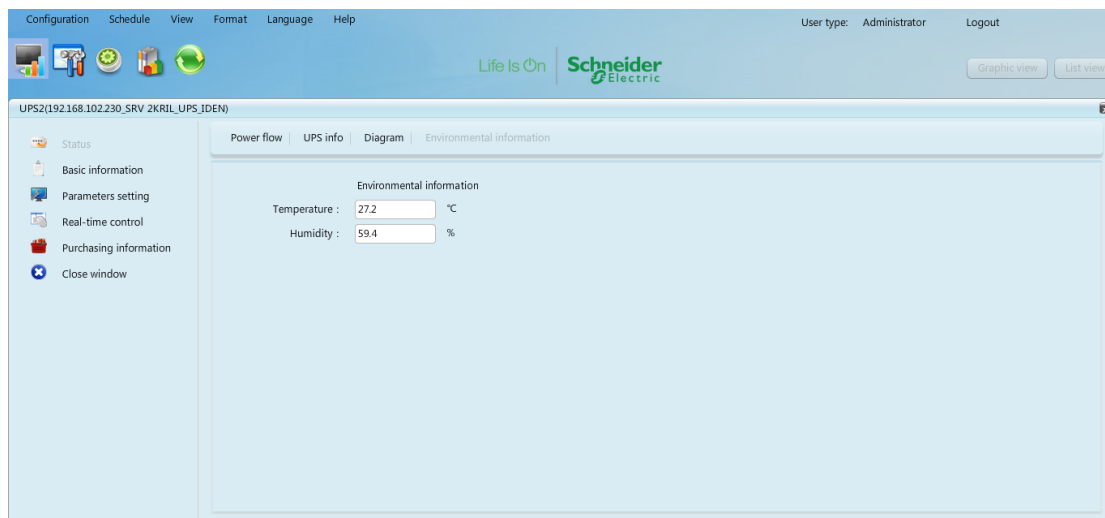 Configuration Schedule View Format Language Help User type: Administrator Logout
Life Is On Schneider Electric
Graphic view List view
UPS2(192.168.102.230_SRV 2KRIL_UPS_IDEN)
Power flow UPS info Diagram Environmental information
Status
Basic information
Parameters setting
Real-time control
Purchasing information
Close window
Environmental information
Temperature : 27.2 ℃
Humidity : 59.4 %